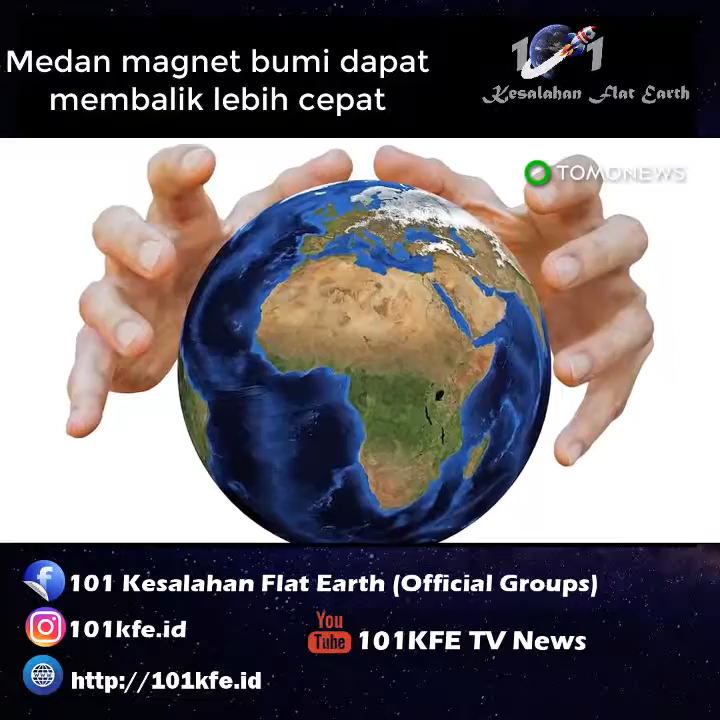 Medan magnet bumi dapat
membalik lebih cepat
101
Kesalahan Flat Earth
TOMONEWS
101 Kesalahan Flat Earth (Official Groups)
101kfe.id
You
Tube
101KFE TV News
http://101kfe.id